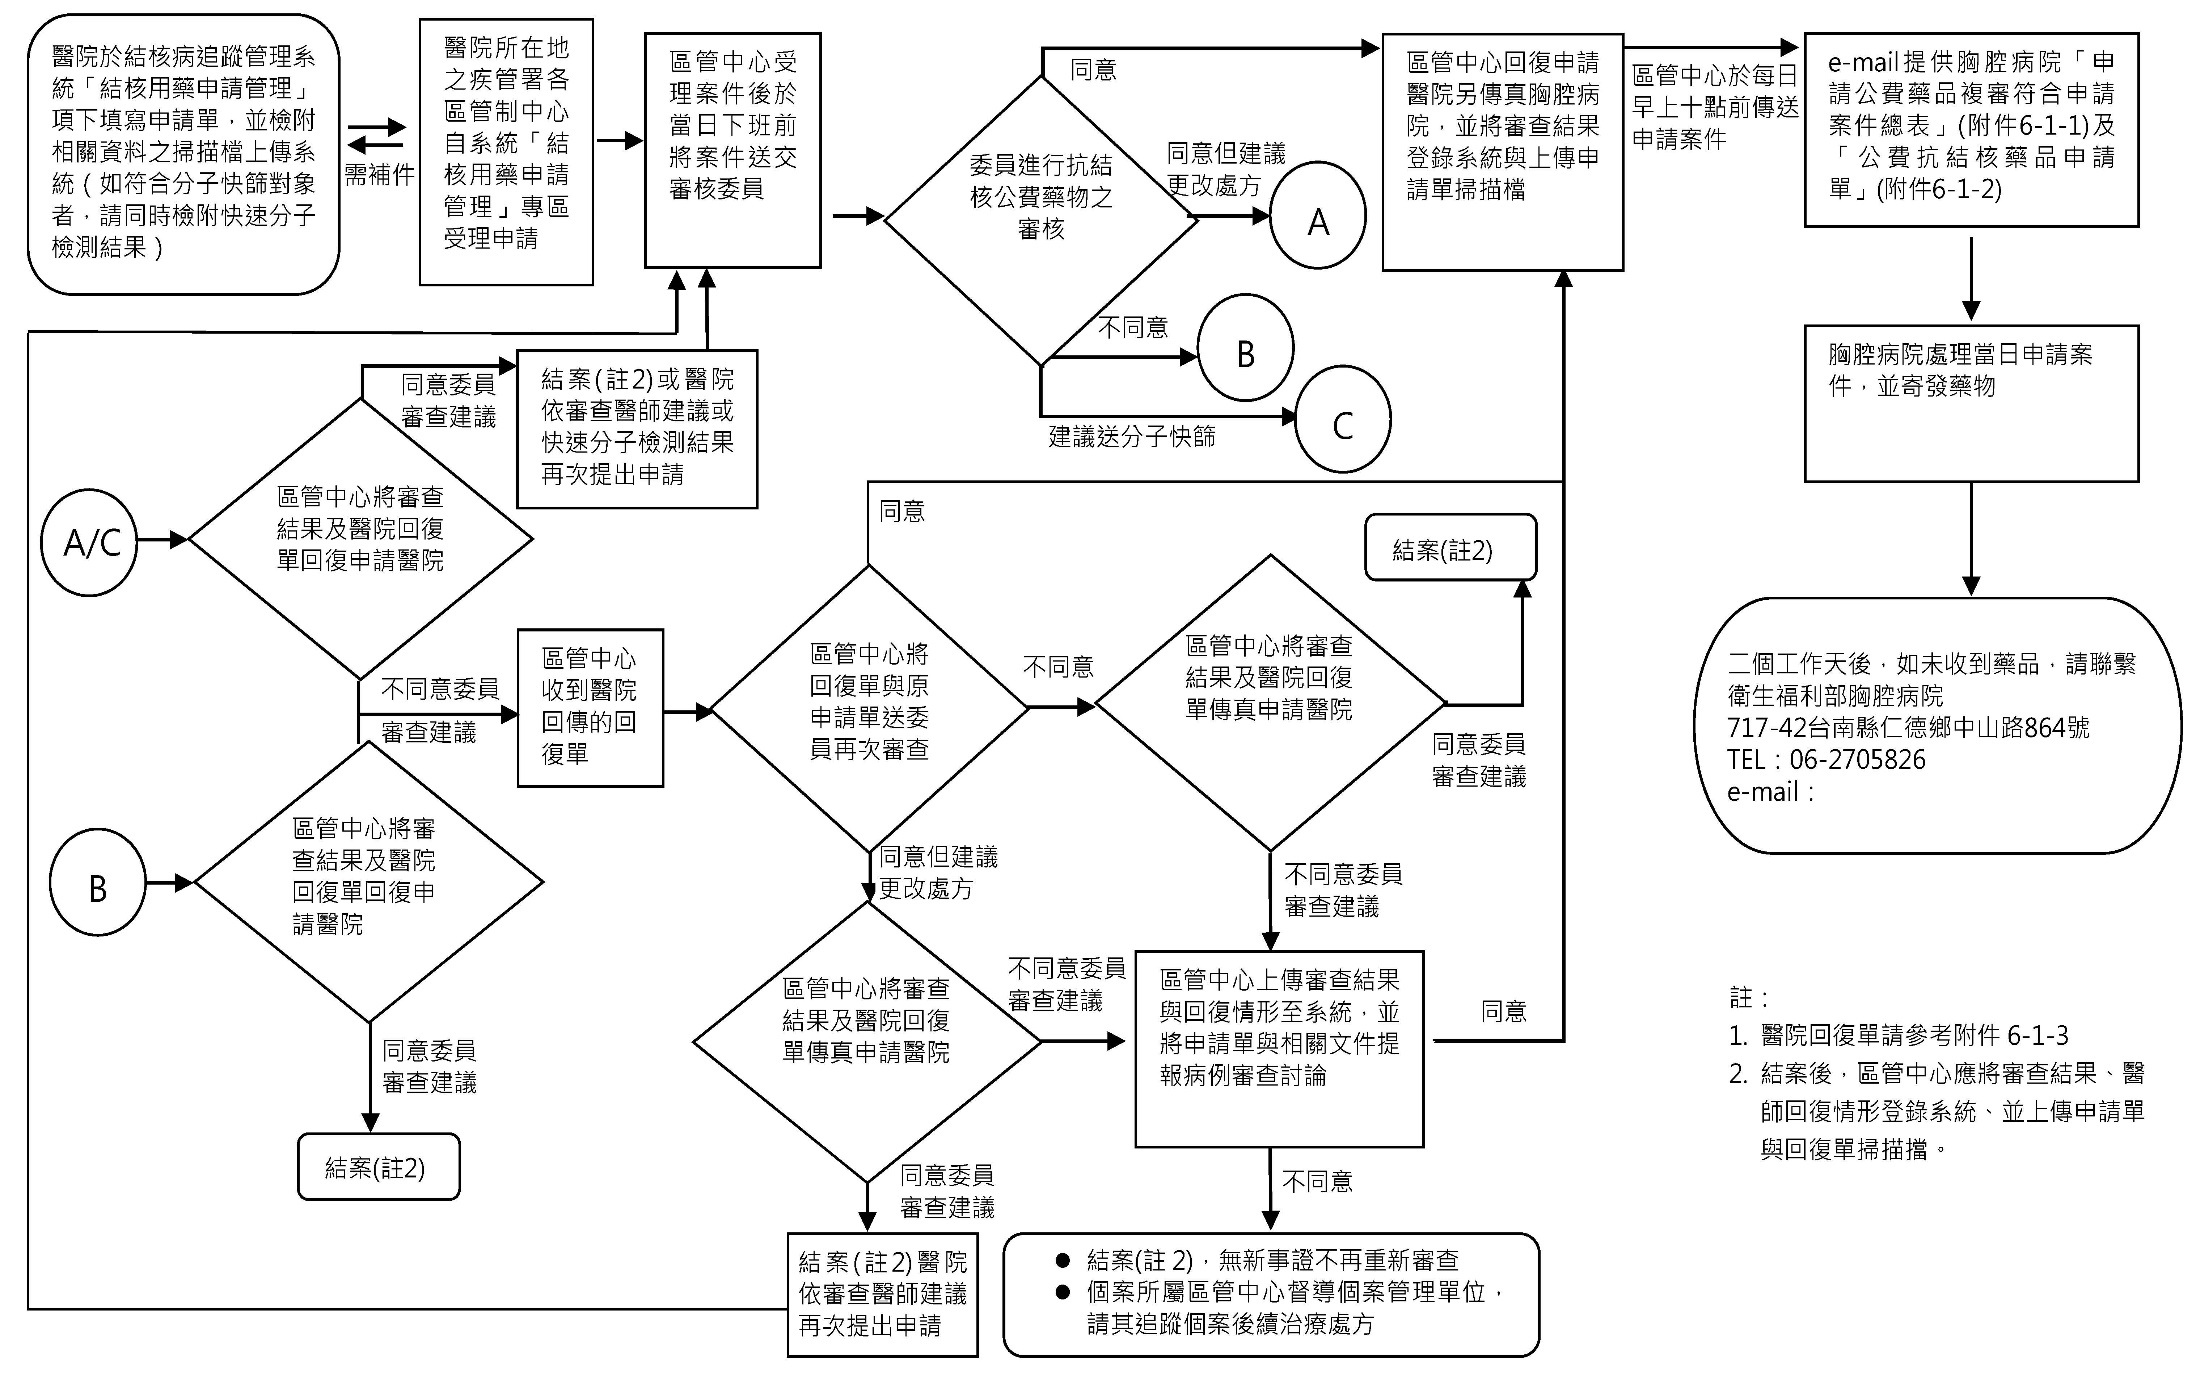 醫院於結核病追蹤管理系
統「結核用藥申請管理」
項下填寫申請單，並檢附
相關資料之掃描檔上傳系
統（如符合分子快篩對象
者，請同時檢附快速分子
檢測結果）
需補件
醫院所在地
之疾管署各
區管制中心
自系統「結
核用藥申請
管理」專區
受理申請
區管中心受
理案件後於
當日下班前
將案件送交
審核委員
委員進行抗結
核公費藥物之
審核
同意
同意但建議
更改處方
A
不同意
B
建議送分子快篩
C
區管中心回復申請
醫院另傳真胸腔病
院，並將審查結果
登錄系統與上傳申
請單掃描檔
區管中心於每日
早上十點前傳送
申請案件
e-mail提供胸腔病院「申
請公費藥品複審符合申請
案件總表」(附件6-1-1)及
「公費抗結核藥品申請
單」(附件6-1-2)
胸腔病院處理當日申請案
件，並寄發藥物
二個工作天後，如未收到藥品，請聯繫
衛生福利部胸腔病院
717-42台南縣仁德鄉中山路864號
TEL：06-2705826
e-mail：
A/C
區管中心將審查
結果及醫院回復
單回復申請醫院
同意委員
審查建議
結案(註2)或醫院
依審查醫師建議或
快速分子檢測結果
再次提出申請
不同意委員
審查建議
B
區管中心將審
查結果及醫院
回復單回復申
請醫院
同意委員
審查建議
結案(註2)
區管中心
收到醫院
回傳的回
復單
區管中心將
回復單與原
申請單送委
員再次審查
同意
不同意
同意但建議
更改處方
區管中心將審查
結果及醫院回復
單傳真申請醫院
結案(註2)
同意委員
審查建議
不同意委員
審查建議
區管中心將審查
結果及醫院回復
單傳真申請醫院
不同意委員
審查建議
同意委員
審查建議
結案(註2)醫院
依審查醫師建議
再次提出申請
區管中心上傳審查結果
與回復情形至系統，並
將申請單與相關文件提
報病例審查討論
同意
不同意
● 結案(註 2)，無新事證不再重新審查
● 個案所屬區管中心督導個案管理單位，
請其追蹤個案後續治療處方
註：
1. 醫院回復單請參考附件 6-1-3
2. 結案後，區管中心應將審查結果、醫
師回復情形登錄系統、並上傳申請單
與回復單掃描擋。